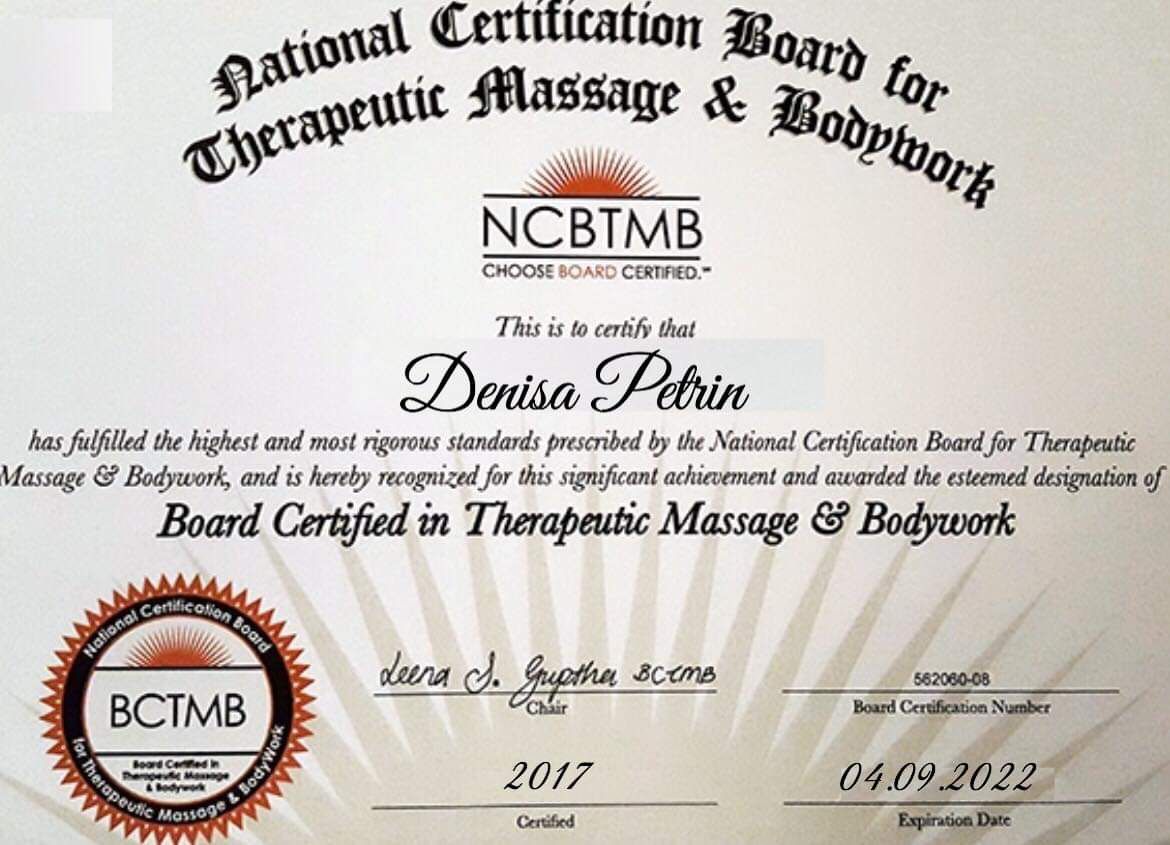 National Certification Board for
Therapeutic Massage & Bodywork
NCBTMB
CHOOSE BOARD CERTIFIED.℠
This is to certify that
Denisa Petrin
has fulfilled the highest and most rigorous standards prescribed by the National Certification Board for Therapeutic
Massage & Bodywork, and is hereby recognized for this significant achievement and awarded the esteemed designation of
Board Certified in Therapeutic Massage & Bodywork
National Certification Board
for Therapeutic Massage & BodyWork
BCTMB
Board Certified in
Therapeutic Massage
& Bodywork
Leena S. Guptha BCTMB
Chair
562060-08
Board Certification Number
2017
Certified
04.09.2022
Expiration Date